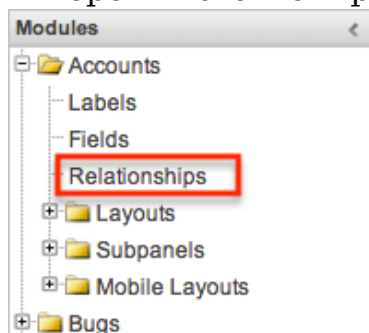 Modules
Accounts
Labels
Fields
Relationships
Layouts
Subpanels
Mobile Layouts
Bugs